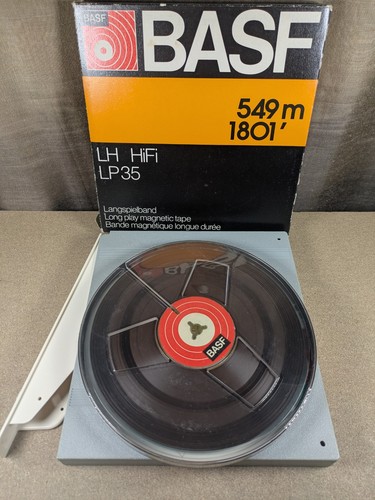 BASF
BASF
549 m
1801'
LH HiFi
LP35
Langspielband
Long play magnetic tape
Bande magnétique longue durée
BASF